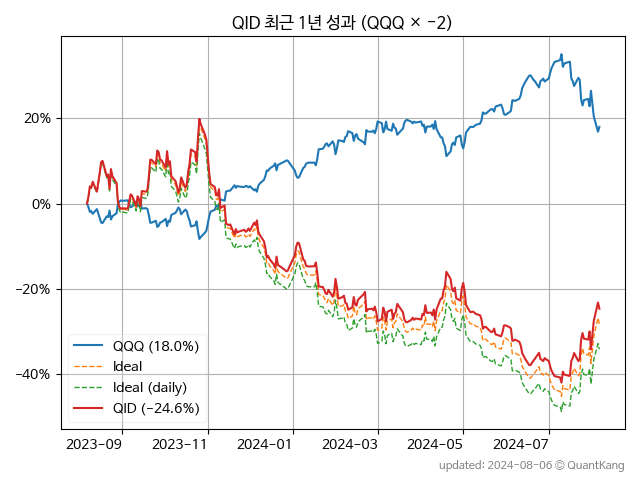 QID 최근 1년 성과 (QQQ × −2)
20%
0%
−20%
−40%
QQQ (18.0%)
Ideal
Ideal (daily)
QID (−24.6%)
2023-09 2023-11 2024-01 2024-03 2024-05 2024-07
updated: 2024-08-06 © QuantKang